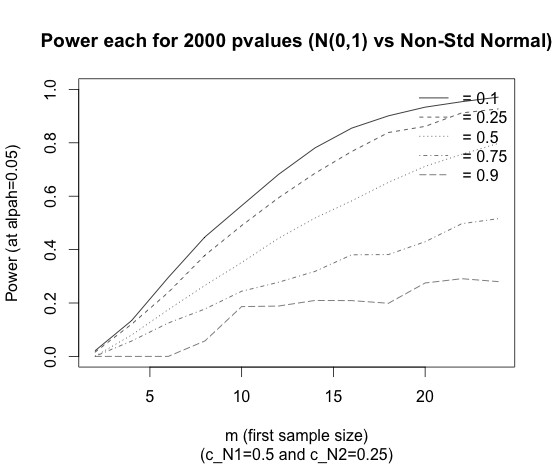 Power each for 2000 pvalues (N(0,1) vs Non-Std Normal)
Power (at alpah=0.05)
1.0
0.8
0.6
0.4
0.2
0.0
= 0.1
= 0.25
= 0.5
= 0.75
= 0.9
5 10 15 20
m (first sample size)
(c_N1=0.5 and c_N2=0.25)